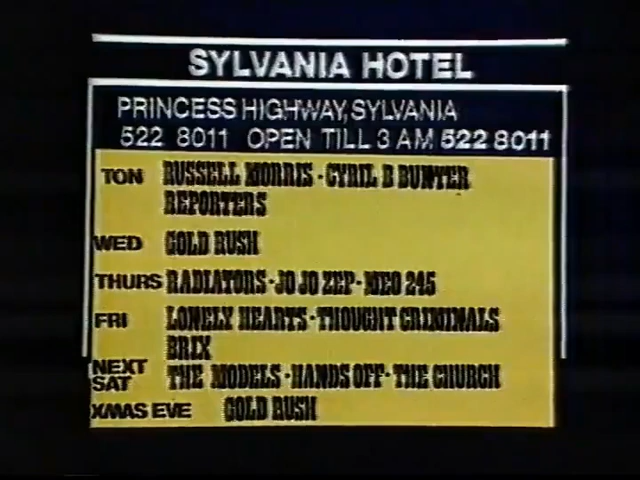 SYLVANIA HOTEL
PRINCESS HIGHWAY, SYLVANIA
522 8011 OPEN TILL 3 AM 522 8011
TON RUSSELL MORRIS · CYRIL B BUNTER
REPORTERS
WED GOLD RUSH
THURS RADIATORS · JO JO ZEP · MEO 245
FRI LONELY HEARTS · THOUGHT CRIMINALS
BRIX
NEXT SAT THE MODELS · HANDS OFF · THE CHURCH
XMAS EVE GOLD RUSH